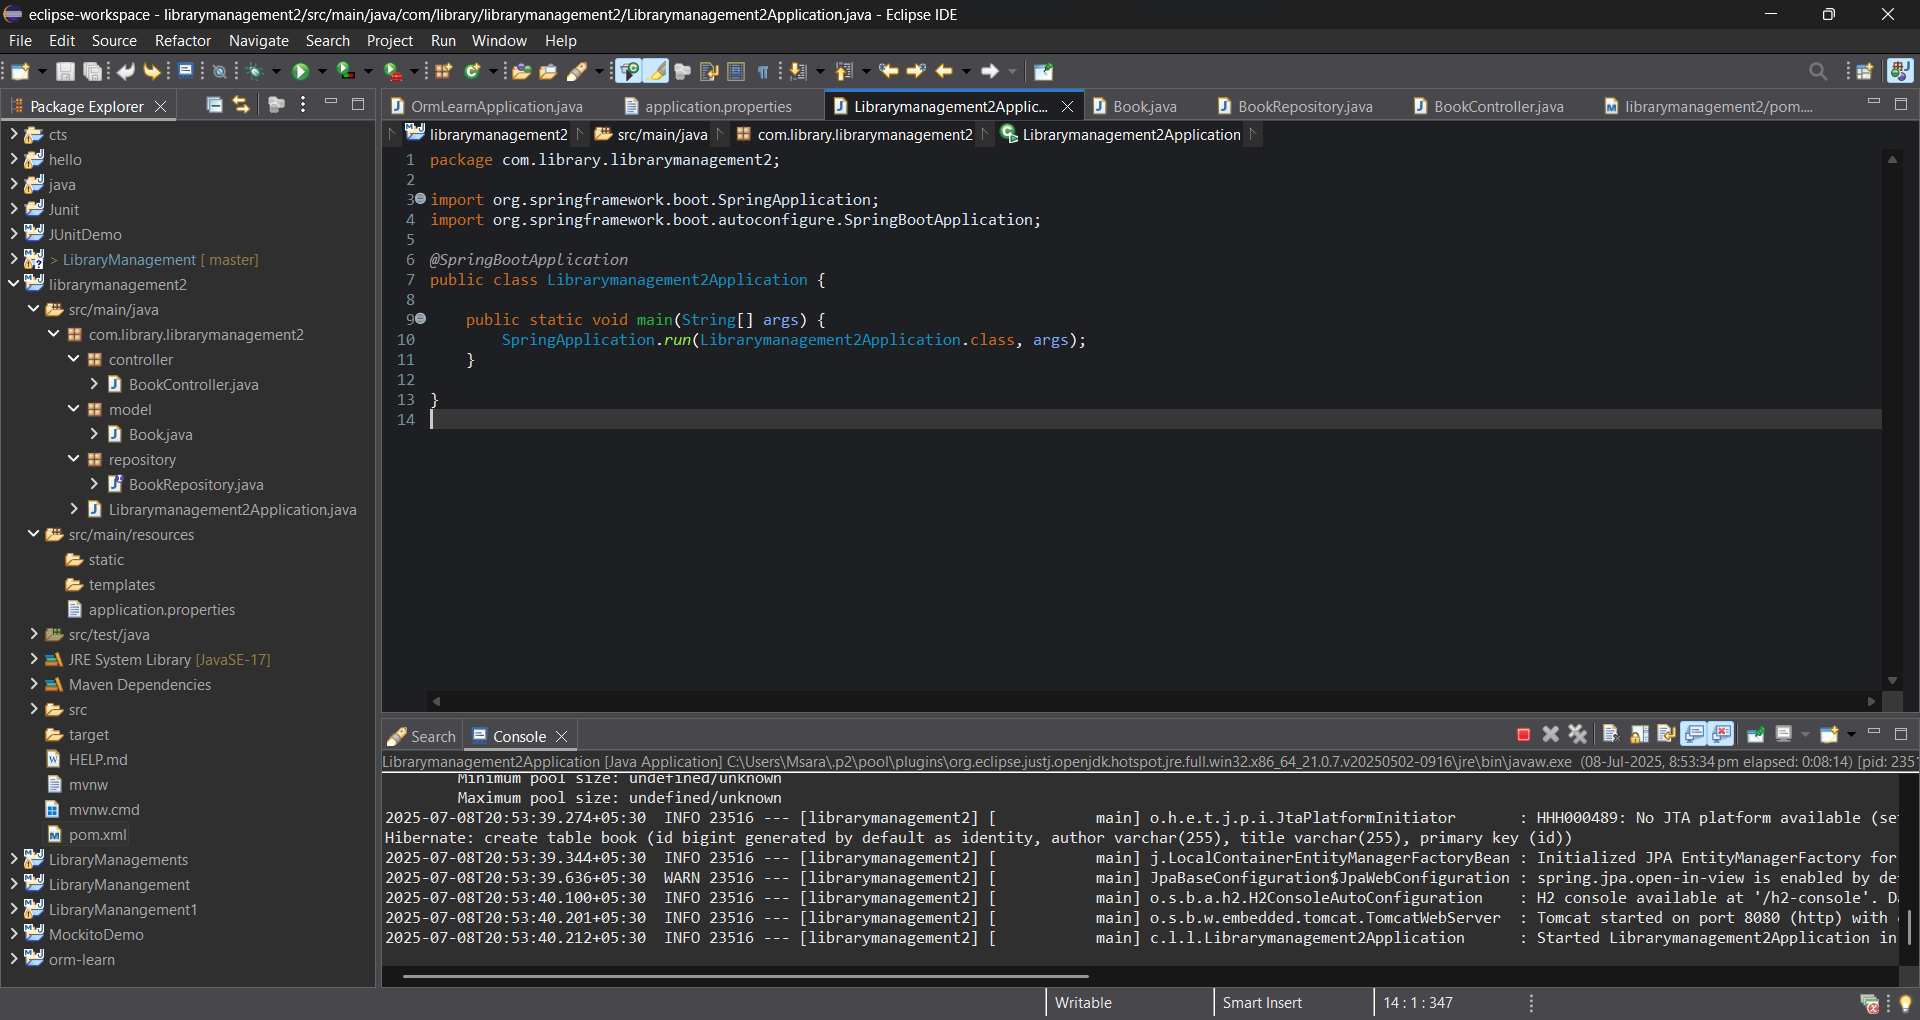 eclipse-workspace - librarymanagement2/src/main/java/com/library/librarymanagement2/Librarymanagement2Application.java - Eclipse IDE
File Edit Source Refactor Navigate Search Project Run Window Help
Package Explorer
cts
hello
java
Junit
JUnitDemo
> LibraryManagement [ master]
librarymanagement2
src/main/java
com.library.librarymanagement2
controller
BookController.java
model
Book.java
repository
BookRepository.java
Librarymanagement2Application.java
src/main/resources
static
templates
application.properties
src/test/java
JRE System Library [JavaSE-17]
Maven Dependencies
src
target
HELP.md
mvnw
mvnw.cmd
pom.xml
LibraryManagements
LibraryManangement
LibraryManangement1
MockitoDemo
orm-learn
OrmLearnApplication.java application.properties Librarymanagement2Applic... Book.java BookRepository.java BookController.java librarymanagement2/pom....
librarymanagement2 src/main/java com.library.librarymanagement2 Librarymanagement2Application
1 package com.library.librarymanagement2;
2
3 import org.springframework.boot.SpringApplication;
4 import org.springframework.boot.autoconfigure.SpringBootApplication;
5
6 @SpringBootApplication
7 public class Librarymanagement2Application {
8
9 public static void main(String[] args) {
10 SpringApplication.run(Librarymanagement2Application.class, args);
11 }
12
13 }
14
Search Console
Librarymanagement2Application [Java Application] C:\Users\Msara\.p2\pool\plugins\org.eclipse.justj.openjdk.hotspot.jre.full.win32.x86_64_21.0.7.v20250502-0916\jre\bin\javaw.exe (08-Jul-2025, 8:53:34 pm elapsed: 0:08:14) [pid: 2351
Minimum pool size: undefined/unknown
Maximum pool size: undefined/unknown
2025-07-08T20:53:39.274+05:30 INFO 23516 --- [librarymanagement2] [ main] o.h.e.t.j.p.i.JtaPlatformInitiator : HHH000489: No JTA platform available (se
Hibernate: create table book (id bigint generated by default as identity, author varchar(255), title varchar(255), primary key (id))
2025-07-08T20:53:39.344+05:30 INFO 23516 --- [librarymanagement2] [ main] j.LocalContainerEntityManagerFactoryBean : Initialized JPA EntityManagerFactory for
2025-07-08T20:53:39.636+05:30 WARN 23516 --- [librarymanagement2] [ main] JpaBaseConfiguration$JpaWebConfiguration : spring.jpa.open-in-view is enabled by de
2025-07-08T20:53:40.100+05:30 INFO 23516 --- [librarymanagement2] [ main] o.s.b.a.h2.H2ConsoleAutoConfiguration : H2 console available at '/h2-console'. D
2025-07-08T20:53:40.201+05:30 INFO 23516 --- [librarymanagement2] [ main] o.s.b.w.embedded.tomcat.TomcatWebServer : Tomcat started on port 8080 (http) with
2025-07-08T20:53:40.212+05:30 INFO 23516 --- [librarymanagement2] [ main] c.l.l.Librarymanagement2Application : Started Librarymanagement2Application in
Writable Smart Insert 14 : 1 : 347